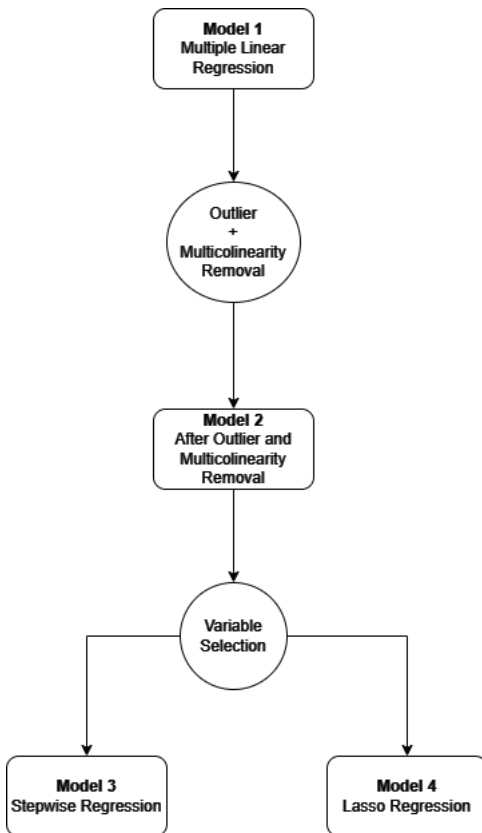 Model 1
Multiple Linear
Regression
Outlier
+
Multicolinearity
Removal
Model 2
After Outlier and
Multicolinearity
Removal
Variable
Selection
Model 3
Stepwise Regression
Model 4
Lasso Regression